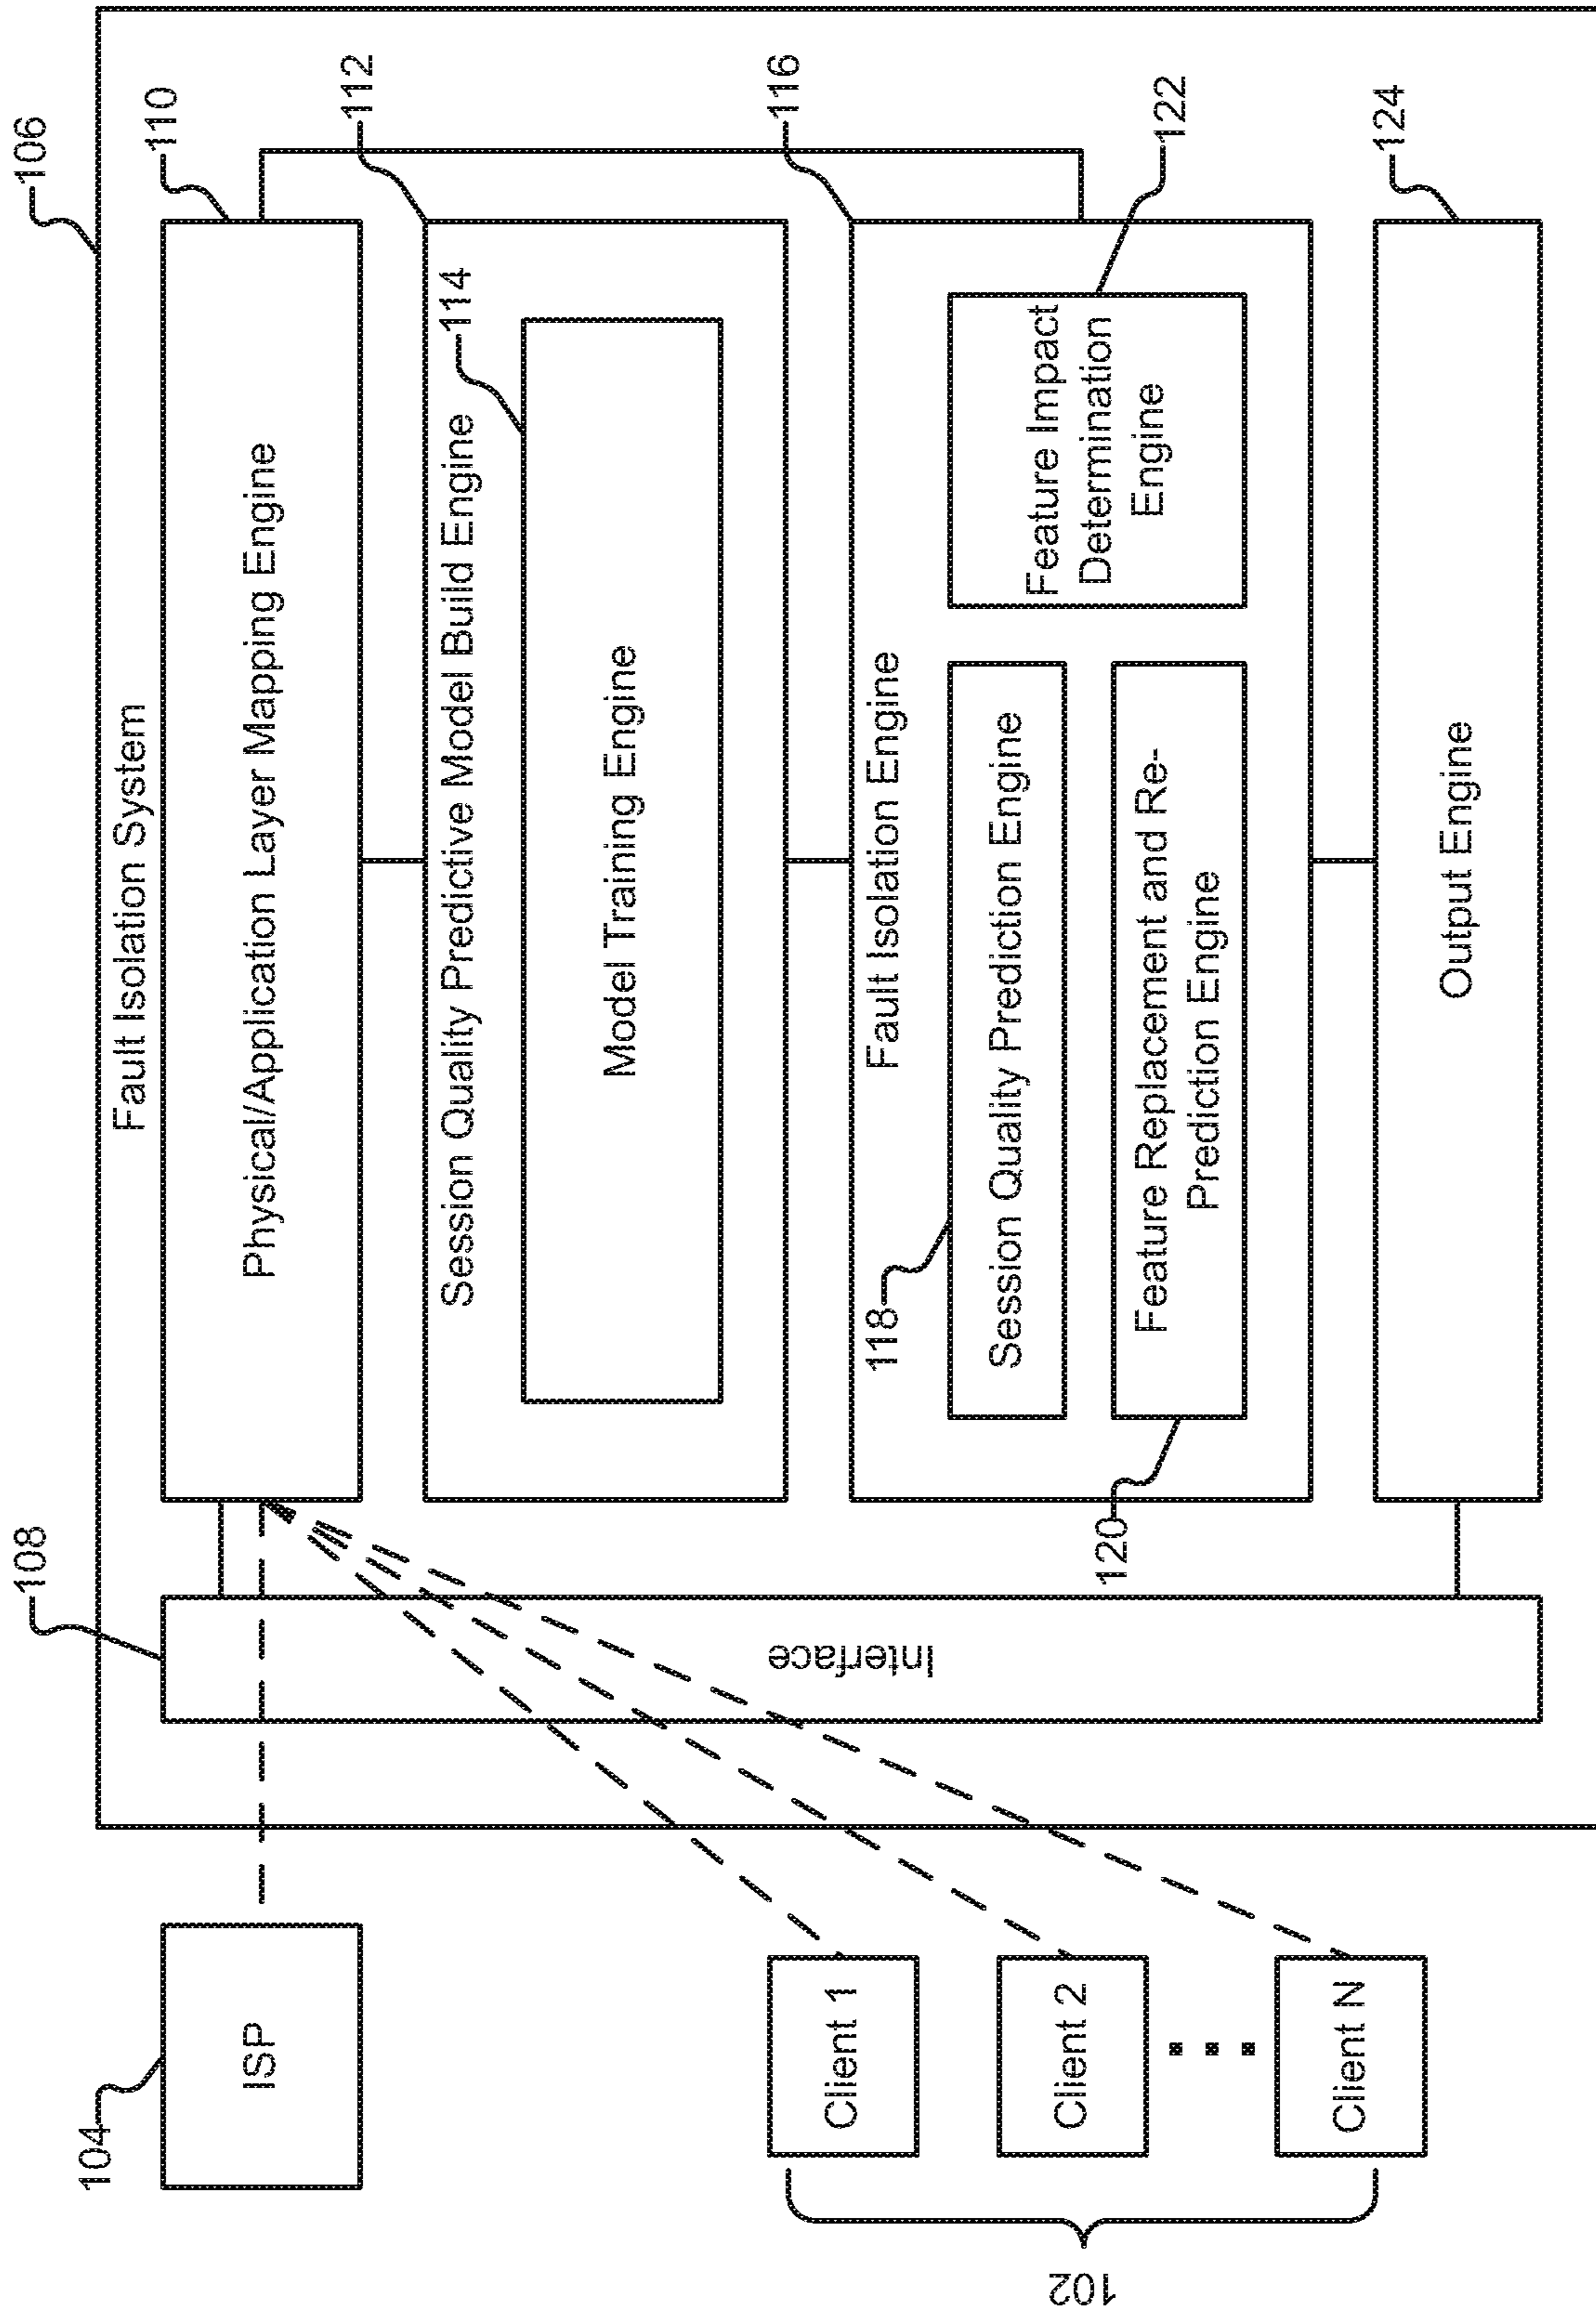 106
Fault Isolation System
104
ISP
108
Interface
110
Physical/Application Layer Mapping Engine
112
Session Quality Predictive Model Build Engine
114
Model Training Engine
116
Fault Isolation Engine
118
Session Quality Prediction Engine
120
Feature Replacement and Re-
Prediction Engine
122
Feature Impact
Determination
Engine
124
Output Engine
102
Client 1
Client 2
Client N